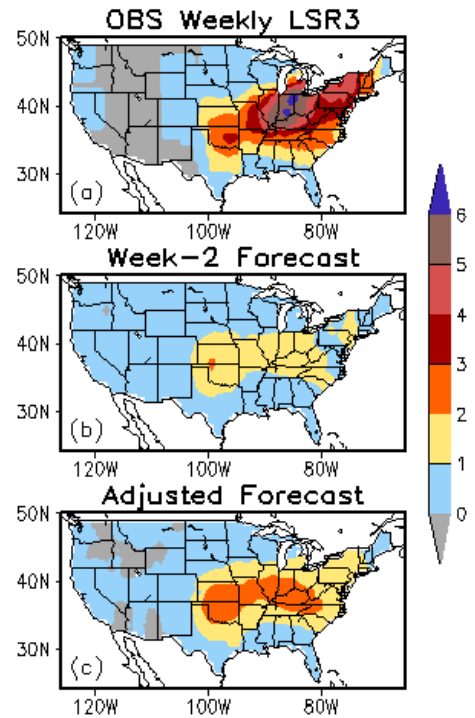 OBS Weekly LSR3
50N
40N
30N
(a)
120W 100W 80W
Week-2 Forecast
50N
40N
30N
(b)
120W 100W 80W
Adjusted Forecast
50N
40N
30N
(c)
120W 100W 80W
6
5
4
3
2
1
0